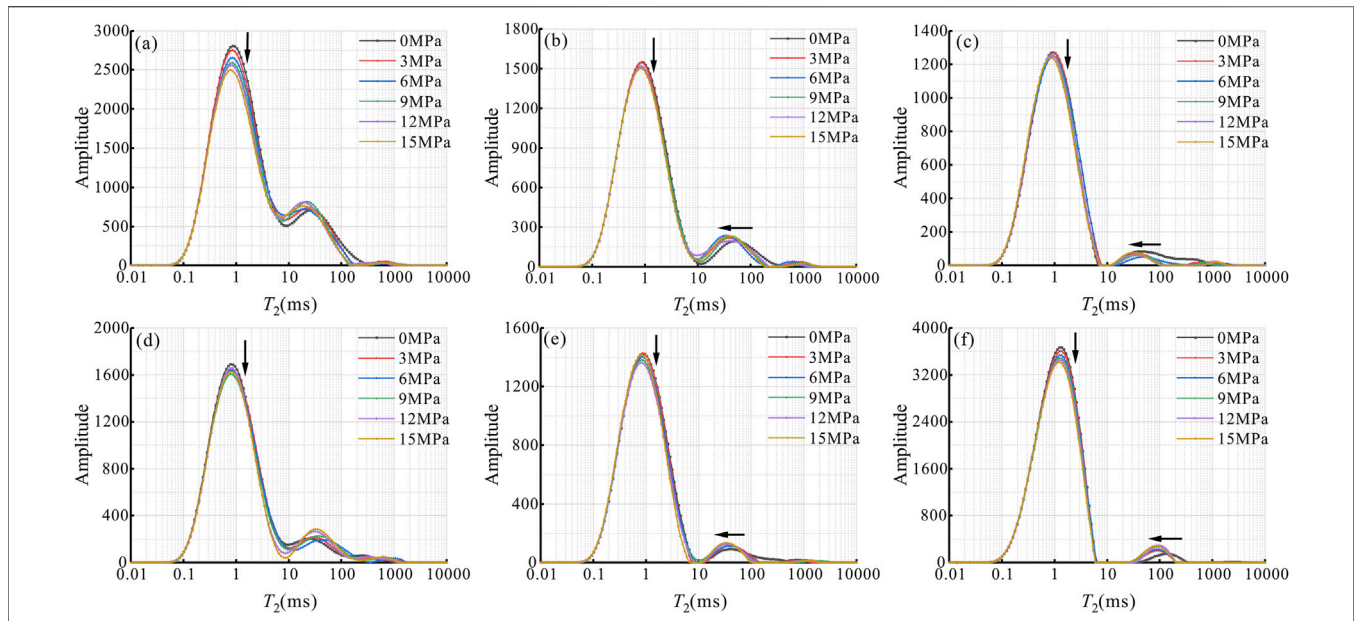 (a)
0MPa
3MPa
6MPa
9MPa
12MPa
15MPa
3000
2500
2000
1500
1000
500
0
Amplitude
0.01 0.1 1 10 100 1000 10000
T2(ms)
(b)
0MPa
3MPa
6MPa
9MPa
12MPa
15MPa
1800
1500
1200
900
600
300
0
Amplitude
0.01 0.1 1 10 100 1000 10000
T2(ms)
(c)
0MPa
3MPa
6MPa
9MPa
12MPa
15MPa
1400
1200
1000
800
600
400
200
0
Amplitude
0.01 0.1 1 10 100 1000 10000
T2(ms)
(d)
0MPa
3MPa
6MPa
9MPa
12MPa
15MPa
2000
1600
1200
800
400
0
Amplitude
0.01 0.1 1 10 100 1000 10000
T2(ms)
(e)
0MPa
3MPa
6MPa
9MPa
12MPa
15MPa
1600
1200
800
400
0
Amplitude
0.01 0.1 1 10 100 1000 10000
T2(ms)
(f)
0MPa
3MPa
6MPa
9MPa
12MPa
15MPa
4000
3200
2400
1600
800
0
Amplitude
0.01 0.1 1 10 100 1000 10000
T2(ms)